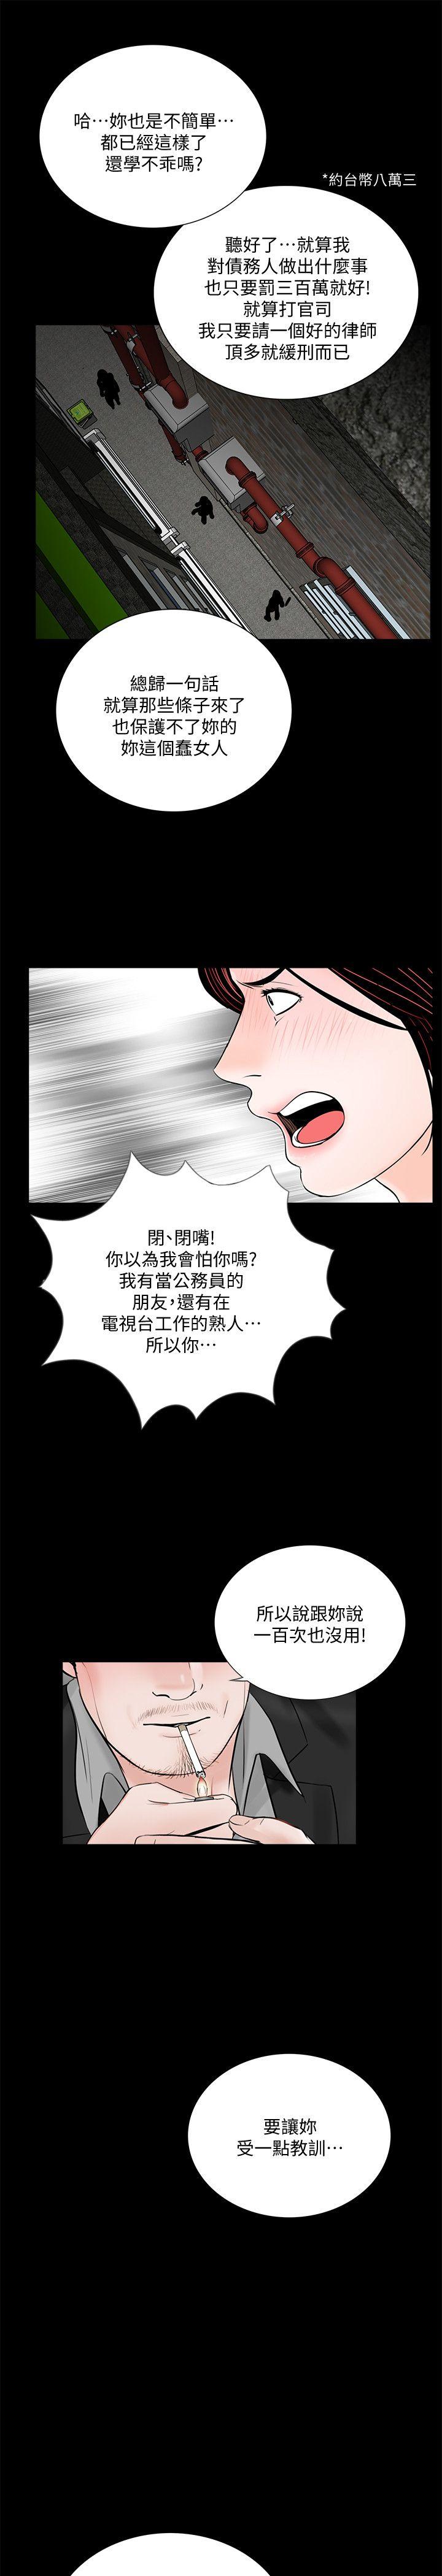 哈…妳也是不簡單…
都已經這樣了
還學不乖嗎?
*約台幣八萬三
聽好了…就算我
對債務人做出什麼事
也只要罰三百萬就好!
就算打官司
我只要請一個好的律師
頂多就緩刑而已
總歸一句話
就算那些條子來了
也保護不了妳的
妳這個蠢女人
閉、閉嘴!
你以為我會怕你嗎?
我有當公務員的
朋友,還有在
電視台工作的熟人…
所以你…
所以說跟妳說
一百次也沒用!
要讓妳
受一點教訓…